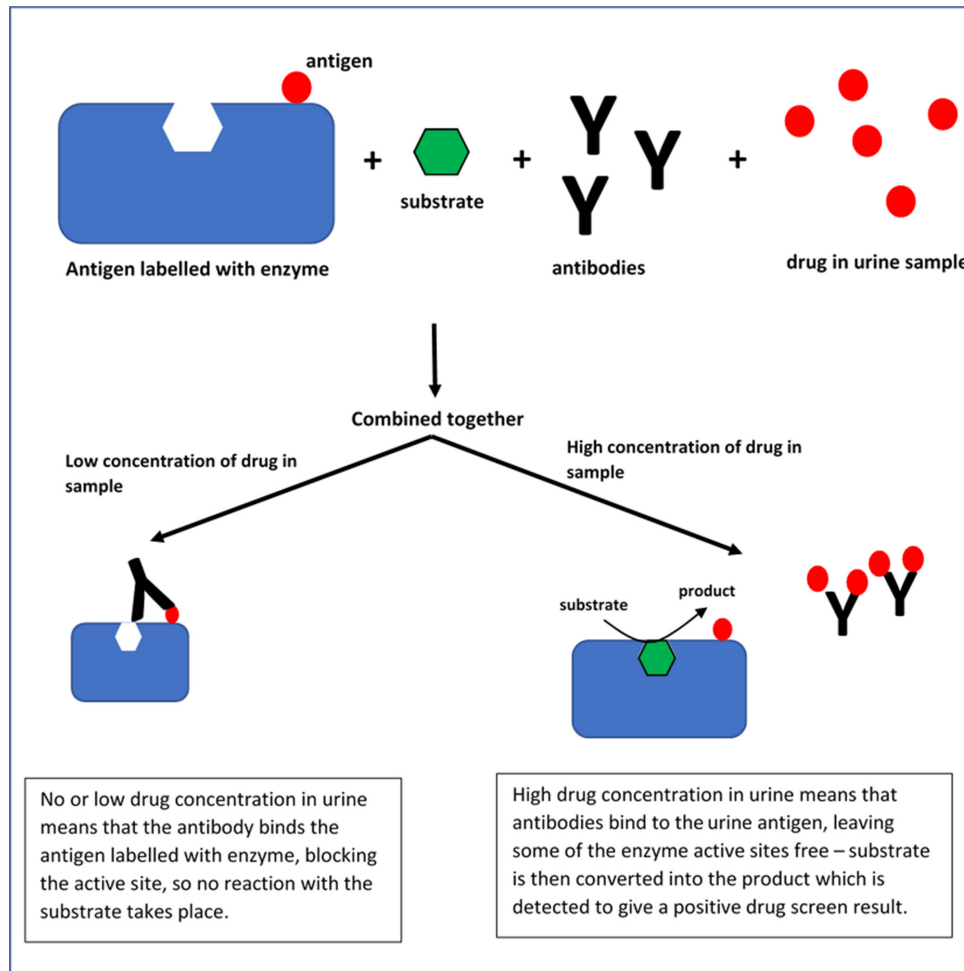 antigen
+
substrate
+
+
Antigen labelled with enzyme
antibodies
drug in urine sample
Combined together
Low concentration of drug in
sample
High concentration of drug in
sample
substrate
product
No or low drug concentration in urine
means that the antibody binds the
antigen labelled with enzyme, blocking
the active site, so no reaction with the
substrate takes place.
High drug concentration in urine means that
antibodies bind to the urine antigen, leaving
some of the enzyme active sites free – substrate
is then converted into the product which is
detected to give a positive drug screen result.